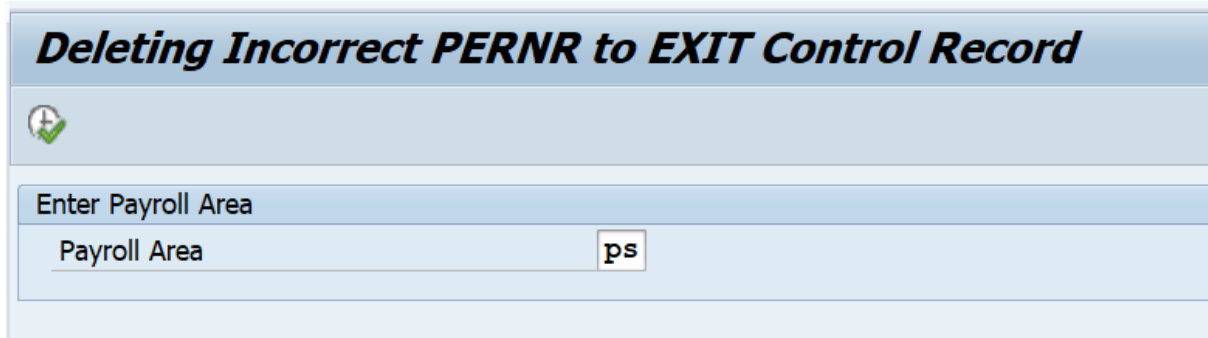 Deleting Incorrect PERNR to EXIT Control Record
Enter Payroll Area
Payroll Area ps